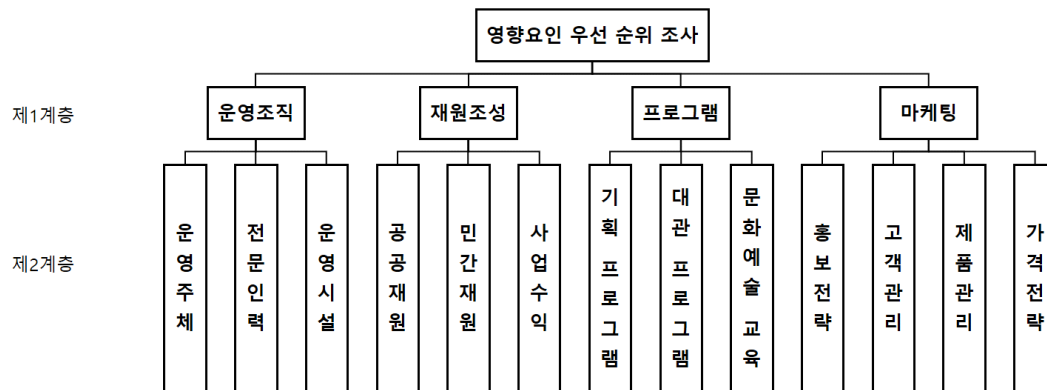 영향요인 우선 순위 조사
제1계층
운영조직
재원조성
프로그램
마케팅
제2계층
운영주체
전문인력
운영시설
공공재원
민간재원
사업수익
기획 프로그램
대관 프로그램
문화예술 교육
홍보전략
고객관리
제품관리
가격전략